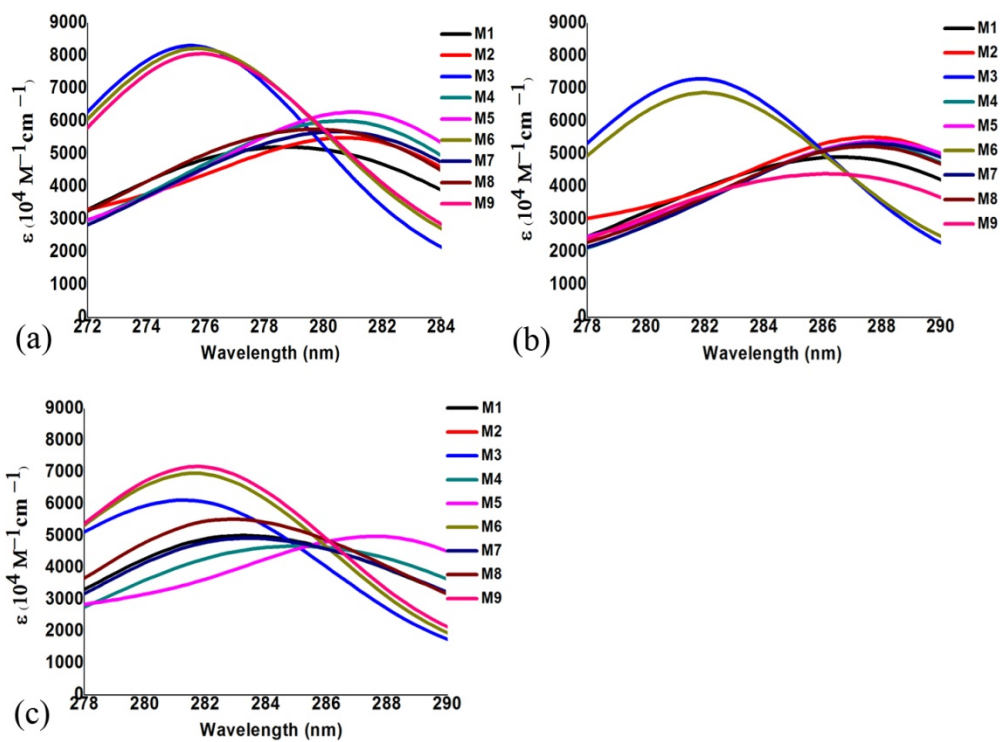 9000
8000
7000
6000
5000
4000
3000
2000
1000
0
ε (10⁴ M⁻¹cm⁻¹)
272 274 276 278 280 282 284
Wavelength (nm)
(a)
M1
M2
M3
M4
M5
M6
M7
M8
M9
9000
8000
7000
6000
5000
4000
3000
2000
1000
0
ε (10⁴ M⁻¹cm⁻¹)
278 280 282 284 286 288 290
Wavelength (nm)
(b)
M1
M2
M3
M4
M5
M6
M7
M8
M9
9000
8000
7000
6000
5000
4000
3000
2000
1000
0
ε (10⁴ M⁻¹cm⁻¹)
278 280 282 284 286 288 290
Wavelength (nm)
(c)
M1
M2
M3
M4
M5
M6
M7
M8
M9